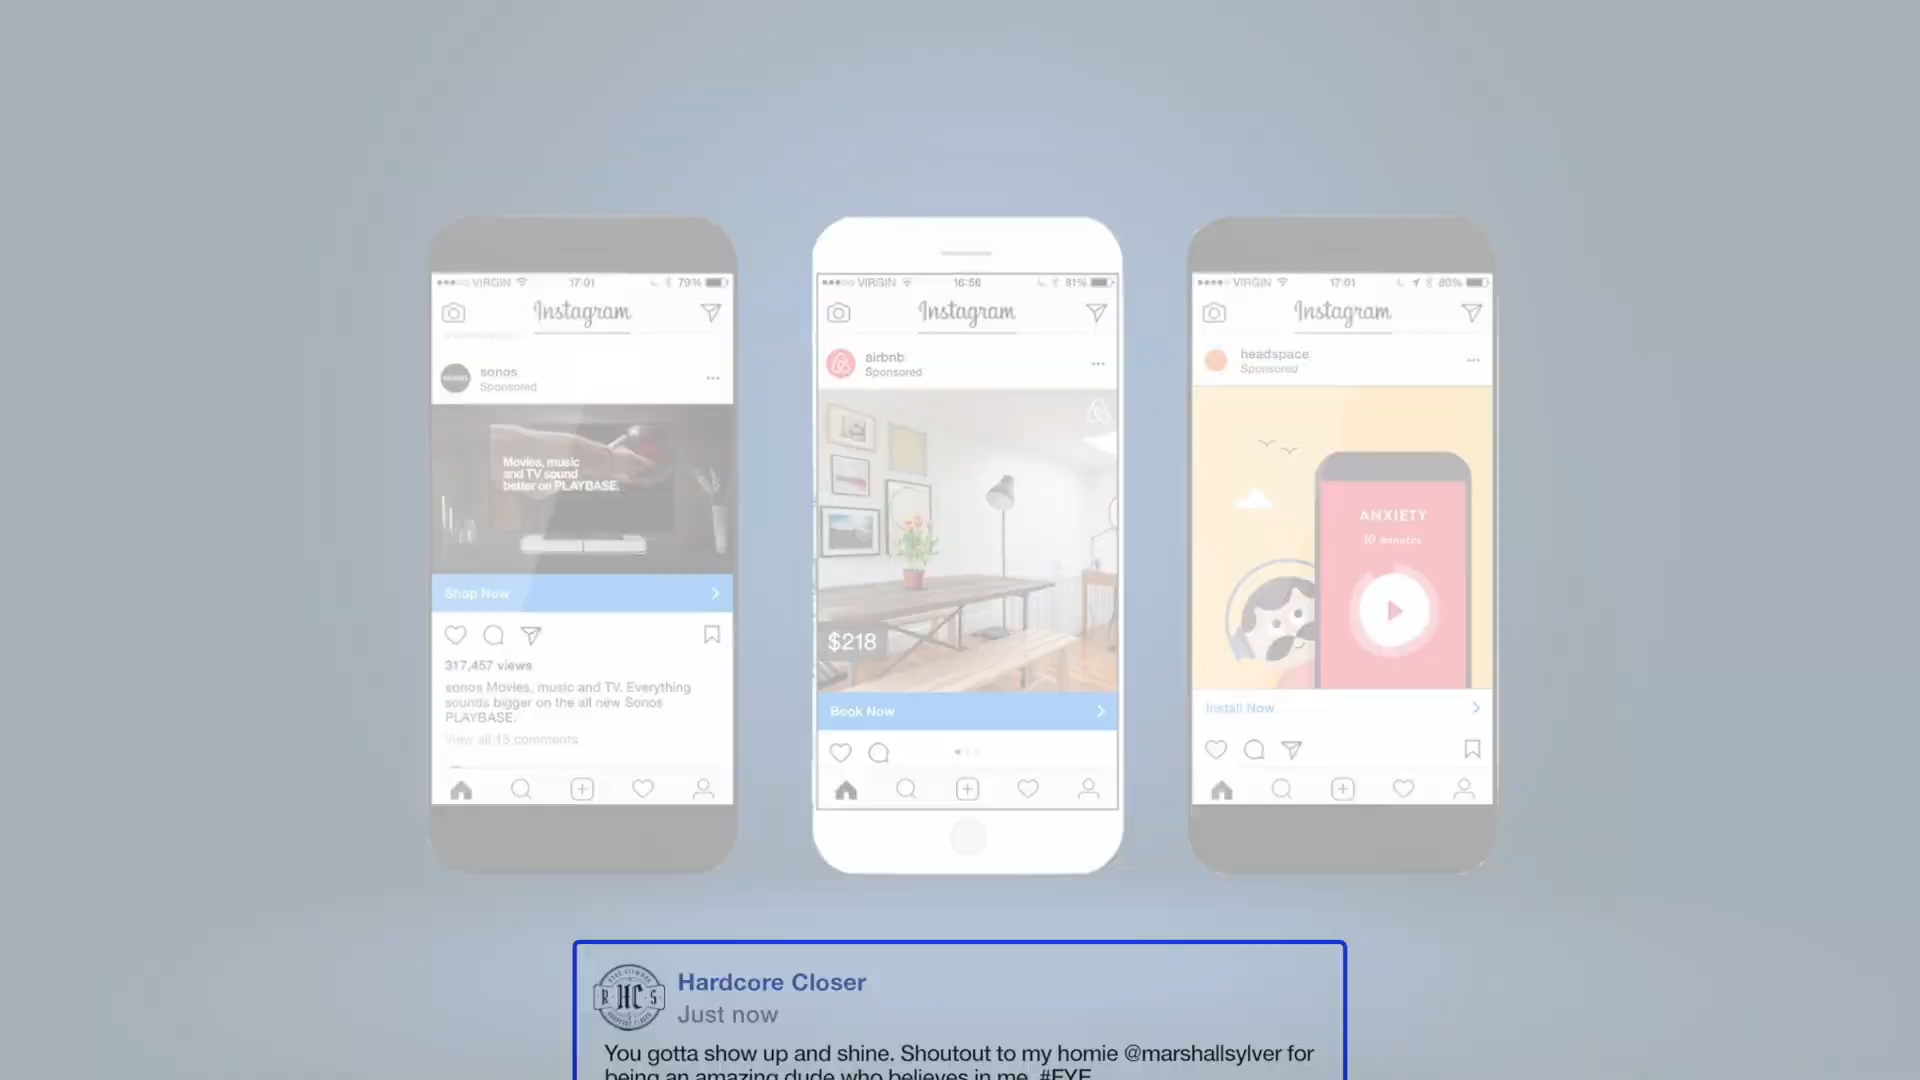 VIRGIN 17:01 79%
Instagram
sonos
Sponsored
Movies, music
and TV sound
better on PLAYBASE.
Shop Now
317,457 views
sonos Movies, music and TV. Everything
sounds bigger on the all new Sonos
PLAYBASE.
View all 45 comments
VIRGIN 16:56 81%
Instagram
airbnb
Sponsored
$218
Book Now
VIRGIN 17:01 80%
Instagram
headspace
Sponsored
ANXIETY
10 minutes
Install Now
R HC S
Hardcore Closer
Just now
You gotta show up and shine. Shoutout to my homie @marshallsylver for
being an amazing dude who believes in me. #FYF